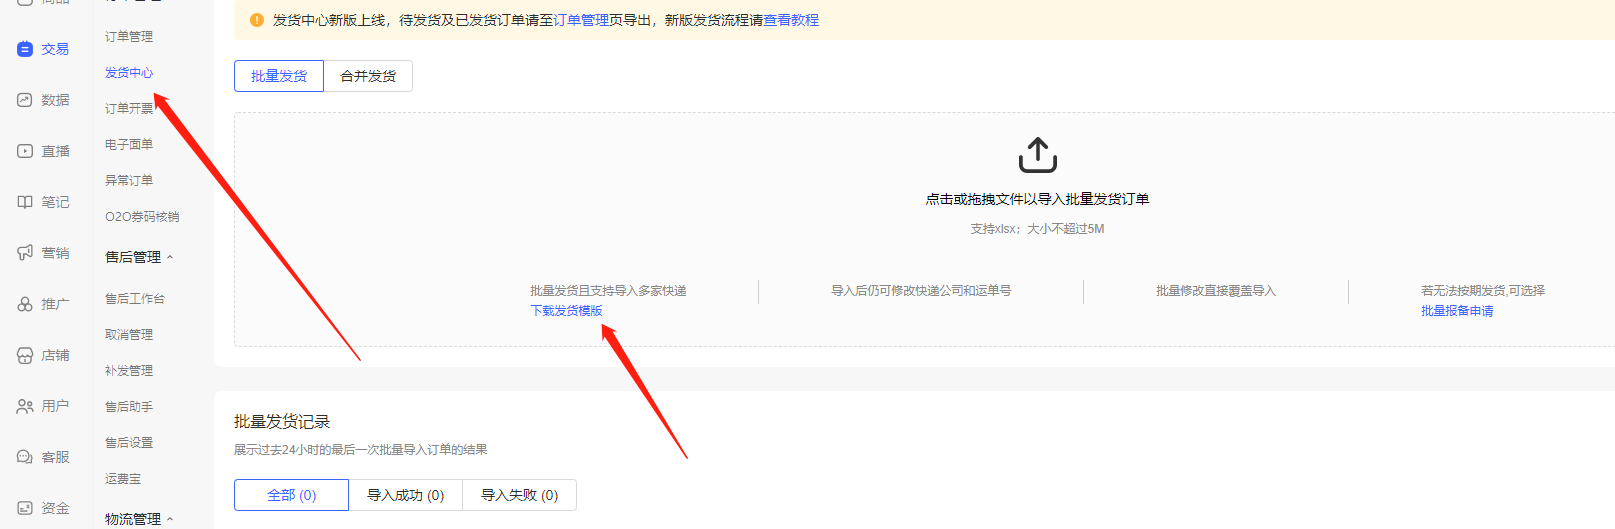 发货中心新版上线，待发货及已发货订单请至订单管理页导出，新版发货流程请查看教程
交易
数据
直播
笔记
营销
推广
店铺
用户
客服
资金
订单管理
发货中心
订单开票
电子面单
异常订单
O2O券码核销
售后管理
售后工作台
取消管理
补发管理
售后助手
售后设置
运费宝
物流管理
批量发货
合并发货
点击或拖拽文件以导入批量发货订单
支持xlsx；大小不超过5M
批量发货且支持导入多家快递
下载发货模版
导入后仍可修改快递公司和运单号
批量修改直接覆盖导入
若无法按期发货,可选择
批量报备申请
批量发货记录
展示过去24小时的最后一次批量导入订单的结果
全部 (0)
导入成功 (0)
导入失败 (0)